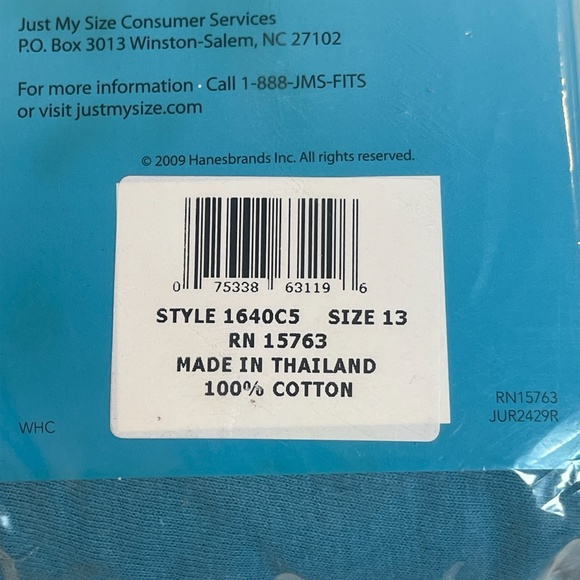 Just My Size Consumer Services
P.O. Box 3013 Winston-Salem, NC 27102
For more information · Call 1-888-JMS-FITS
or visit justmysize.com
© 2009 Hanesbrands Inc. All rights reserved.
0 75338 63119 6
STYLE 1640C5 SIZE 13
RN 15763
MADE IN THAILAND
100% COTTON
WHC
RN15763
JUR2429R